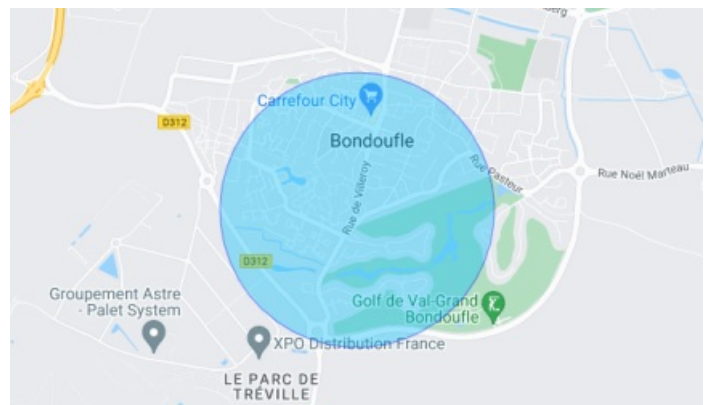 berg
Carrefour City
D312
Bondoufle
Rue Pasteur
Rue Noël Marteau
Rue de Villeroy
D312
Groupement Astre
- Palet System
Golf de Val-Grand
Bondoufle
XPO Distribution France
LE PARC DE
TRÉVILLE